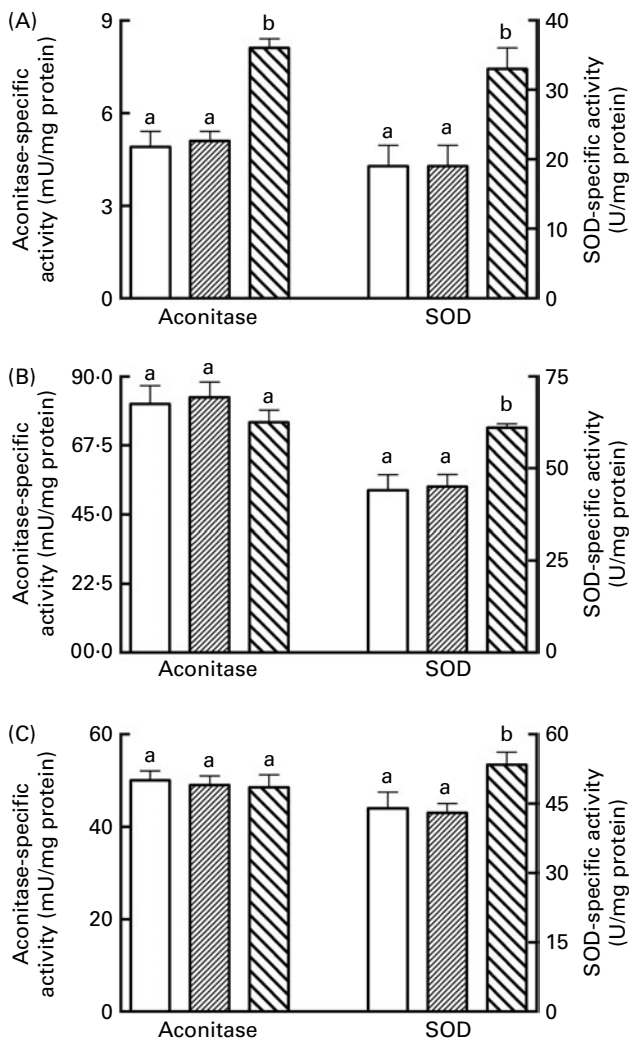 (A)
Aconitase-specific
activity (mU/mg protein)
9
6
3
0
a
a
b
a
a
b
40
30
20
10
0
SOD-specific activity
(U/mg protein)
Aconitase
SOD
(B)
Aconitase-specific
activity (mU/mg protein)
90·0
67·5
45·0
22·5
00·0
a
a
a
a
a
b
75
50
25
0
SOD-specific activity
(U/mg protein)
Aconitase
SOD
(C)
Aconitase-specific
activity (mU/mg protein)
60
40
20
0
a
a
a
a
a
b
60
45
30
15
0
SOD-specific activity
(U/mg protein)
Aconitase
SOD